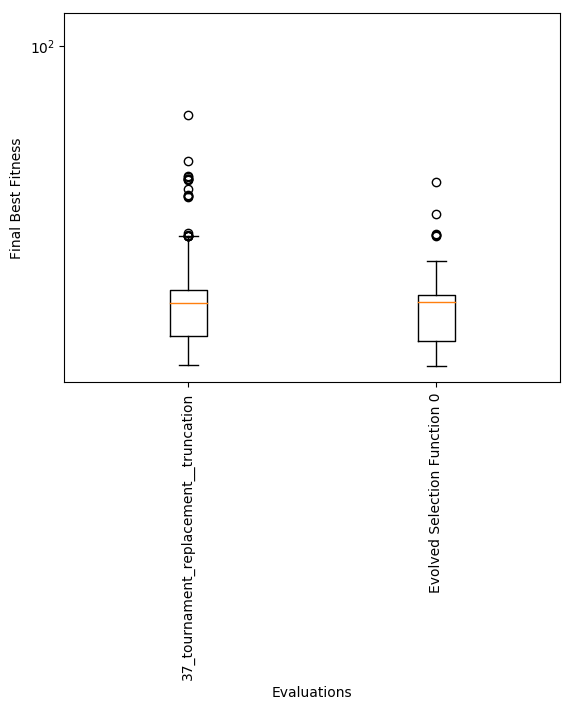 10²
Final Best Fitness
37_tournament_replacement__truncation
Evolved Selection Function 0
Evaluations